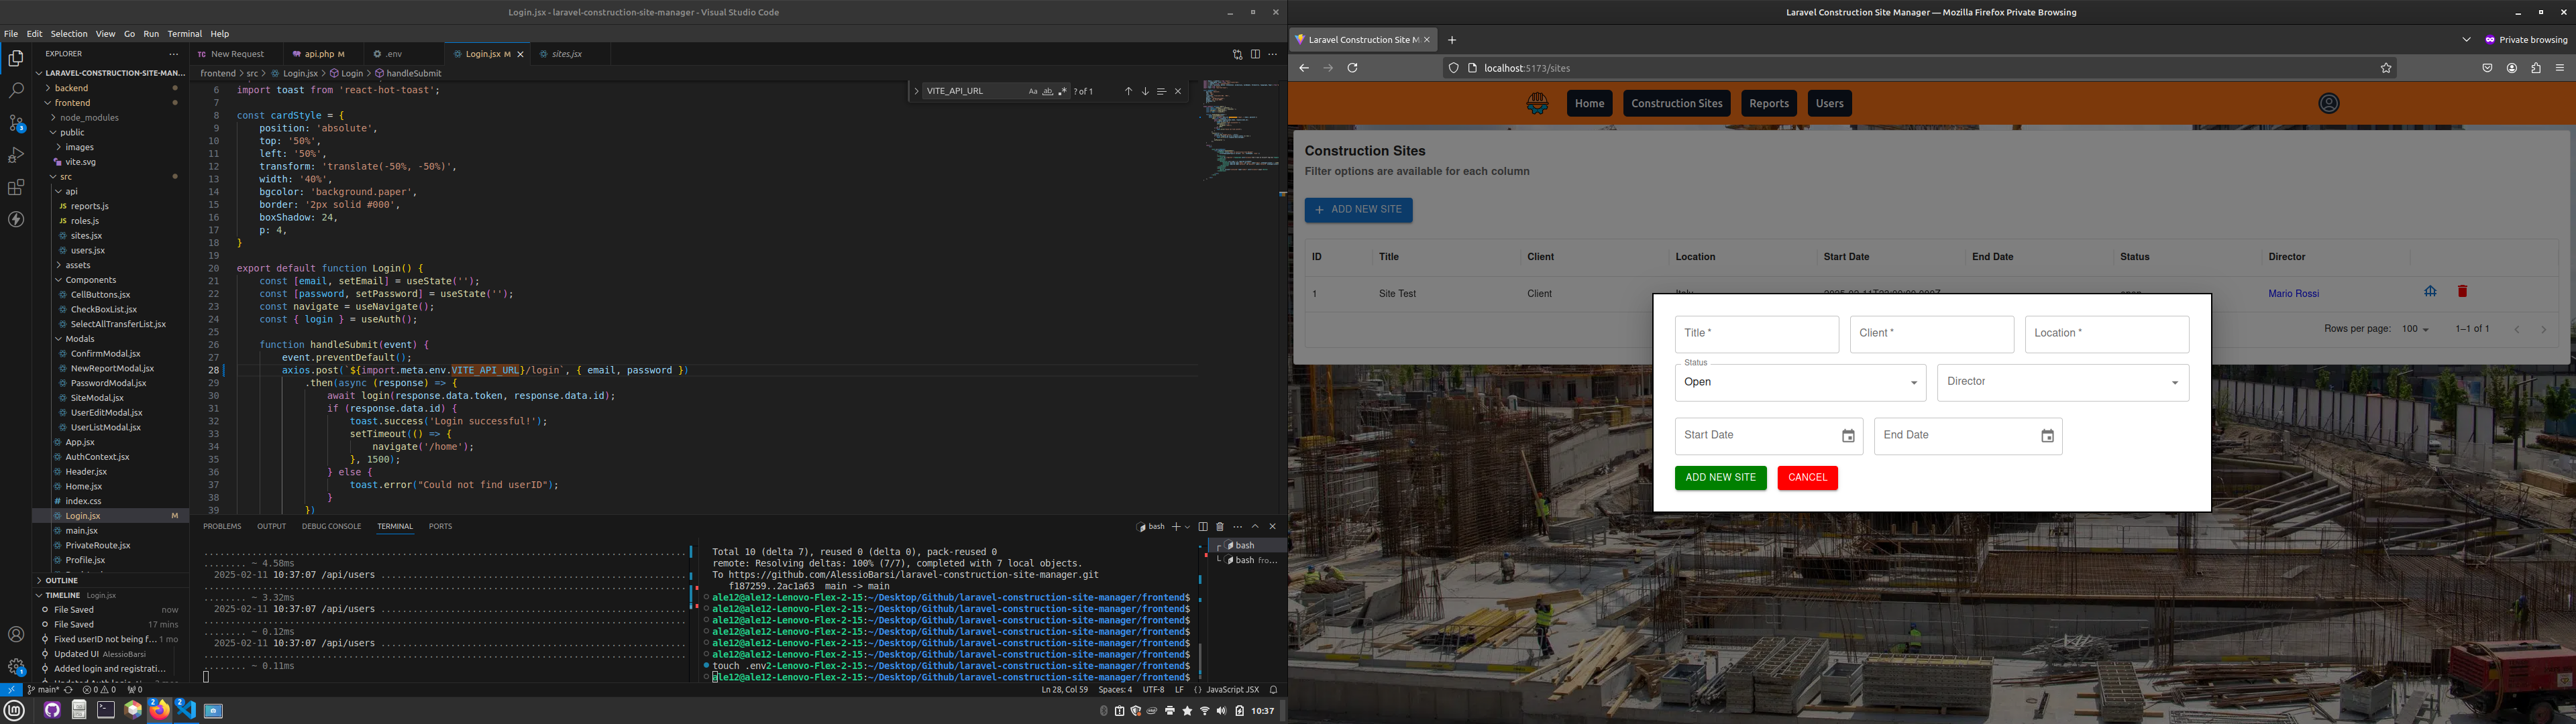 Login.jsx - laravel-construction-site-manager - Visual Studio Code
File Edit Selection View Go Run Terminal Help
EXPLORER
LARAVEL-CONSTRUCTION-SITE-MAN...
backend
frontend
node_modules
public
images
vite.svg
src
api
JS reports.js
JS roles.js
sites.jsx
users.jsx
assets
Components
CellButtons.jsx
CheckBoxList.jsx
SelectAllTransferList.jsx
Modals
ConfirmModal.jsx
NewReportModal.jsx
PasswordModal.jsx
SiteModal.jsx
UserEditModal.jsx
UserListModal.jsx
App.jsx
AuthContext.jsx
Header.jsx
Home.jsx
# index.css
Login.jsx M
main.jsx
PrivateRoute.jsx
Profile.jsx
OUTLINE
TIMELINE Login.jsx
File Saved now
File Saved 17 mins
Fixed userID not being f... 1 mo
Updated UI AlessioBarsi
Added login and registrati...
TC New Request
api.php M
.env
Login.jsx M
sites.jsx
frontend > src > Login.jsx > Login > handleSubmit
VITE_API_URL Aa ab ? of 1
6 import toast from 'react-hot-toast';
7
8 const cardStyle = {
9 position: 'absolute',
10 top: '50%',
11 left: '50%',
12 transform: 'translate(-50%, -50%)',
13 width: '40%',
14 bgcolor: 'background.paper',
15 border: '2px solid #000',
16 boxShadow: 24,
17 p: 4,
18 }
19
20 export default function Login() {
21 const [email, setEmail] = useState('');
22 const [password, setPassword] = useState('');
23 const navigate = useNavigate();
24 const { login } = useAuth();
25
26 function handleSubmit(event) {
27 event.preventDefault();
28 axios.post(`${import.meta.env.VITE_API_URL}/login`, { email, password })
29 .then(async (response) => {
30 await login(response.data.token, response.data.id);
31 if (response.data.id) {
32 toast.success('Login successful!');
33 setTimeout(() => {
34 navigate('/home');
35 }, 1500);
36 } else {
37 toast.error("Could not find userID");
38 }
39 })
PROBLEMS OUTPUT DEBUG CONSOLE TERMINAL PORTS
bash
........ ~ 4.58ms
2025-02-11 10:37:07 /api/users
........ ~ 3.32ms
2025-02-11 10:37:07 /api/users
........ ~ 0.12ms
2025-02-11 10:37:07 /api/users
........ ~ 0.11ms
Total 10 (delta 7), reused 0 (delta 0), pack-reused 0
remote: Resolving deltas: 100% (7/7), completed with 7 local objects.
To https://github.com/AlessioBarsi/laravel-construction-site-manager.git
f187259..2ac1a63 main -> main
ale12@ale12-Lenovo-Flex-2-15:~/Desktop/Github/laravel-construction-site-manager/frontend$
ale12@ale12-Lenovo-Flex-2-15:~/Desktop/Github/laravel-construction-site-manager/frontend$
ale12@ale12-Lenovo-Flex-2-15:~/Desktop/Github/laravel-construction-site-manager/frontend$
ale12@ale12-Lenovo-Flex-2-15:~/Desktop/Github/laravel-construction-site-manager/frontend$
ale12@ale12-Lenovo-Flex-2-15:~/Desktop/Github/laravel-construction-site-manager/frontend$
ale12@ale12-Lenovo-Flex-2-15:~/Desktop/Github/laravel-construction-site-manager/frontend$
touch .env2-Lenovo-Flex-2-15:~/Desktop/Github/laravel-construction-site-manager/frontend$
ale12@ale12-Lenovo-Flex-2-15:~/Desktop/Github/laravel-construction-site-manager/frontend$
bash
bash fro...
main* 0 0 0
Ln 28, Col 59 Spaces: 4 UTF-8 LF {} JavaScript JSX
10:37
Laravel Construction Site Manager — Mozilla Firefox Private Browsing
Laravel Construction Site M
Private browsing
localhost:5173/sites
Home Construction Sites Reports Users
Construction Sites
Filter options are available for each column
+ ADD NEW SITE
ID Title Client Location Start Date End Date Status Director
1 Site Test Client Mario Rossi
Rows per page: 100 1–1 of 1
Title * Client * Location *
Status
Open
Director
Start Date End Date
ADD NEW SITE CANCEL